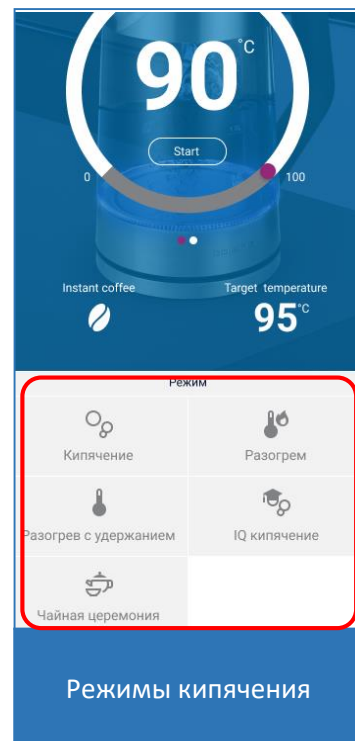 90 °C
Start
0 100
Instant coffee Target temperature
95 °C
Режим
Кипячение Разогрем
Разогрев с удержанием IQ кипячение
Чайная церемония
Режимы кипячения